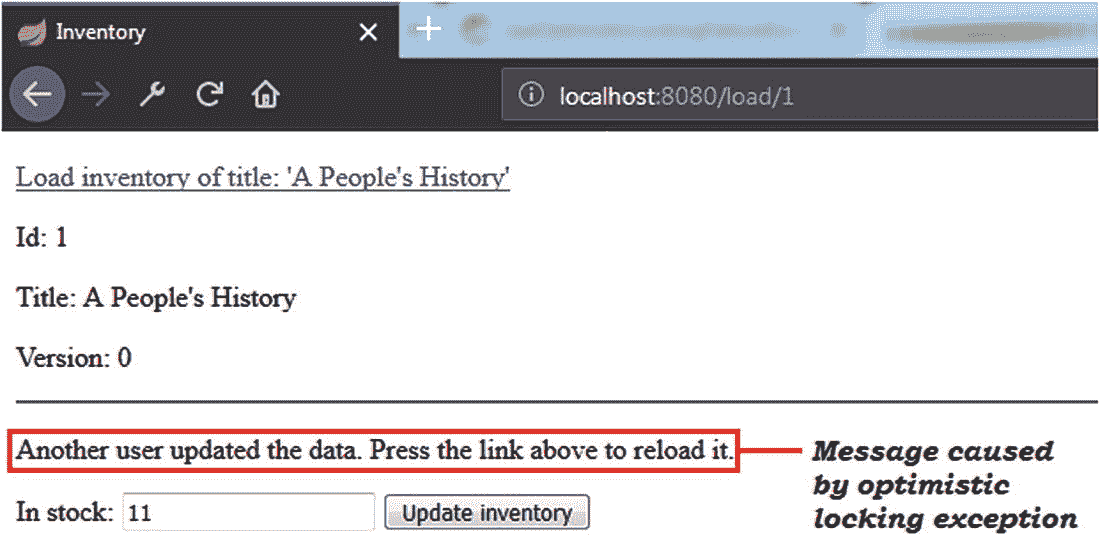 Inventory
localhost:8080/load/1
Load inventory of title: 'A People's History'
Id: 1
Title: A People's History
Version: 0
Another user updated the data. Press the link above to reload it.
Message caused
by optimistic
locking exception
In stock: 11 Update inventory